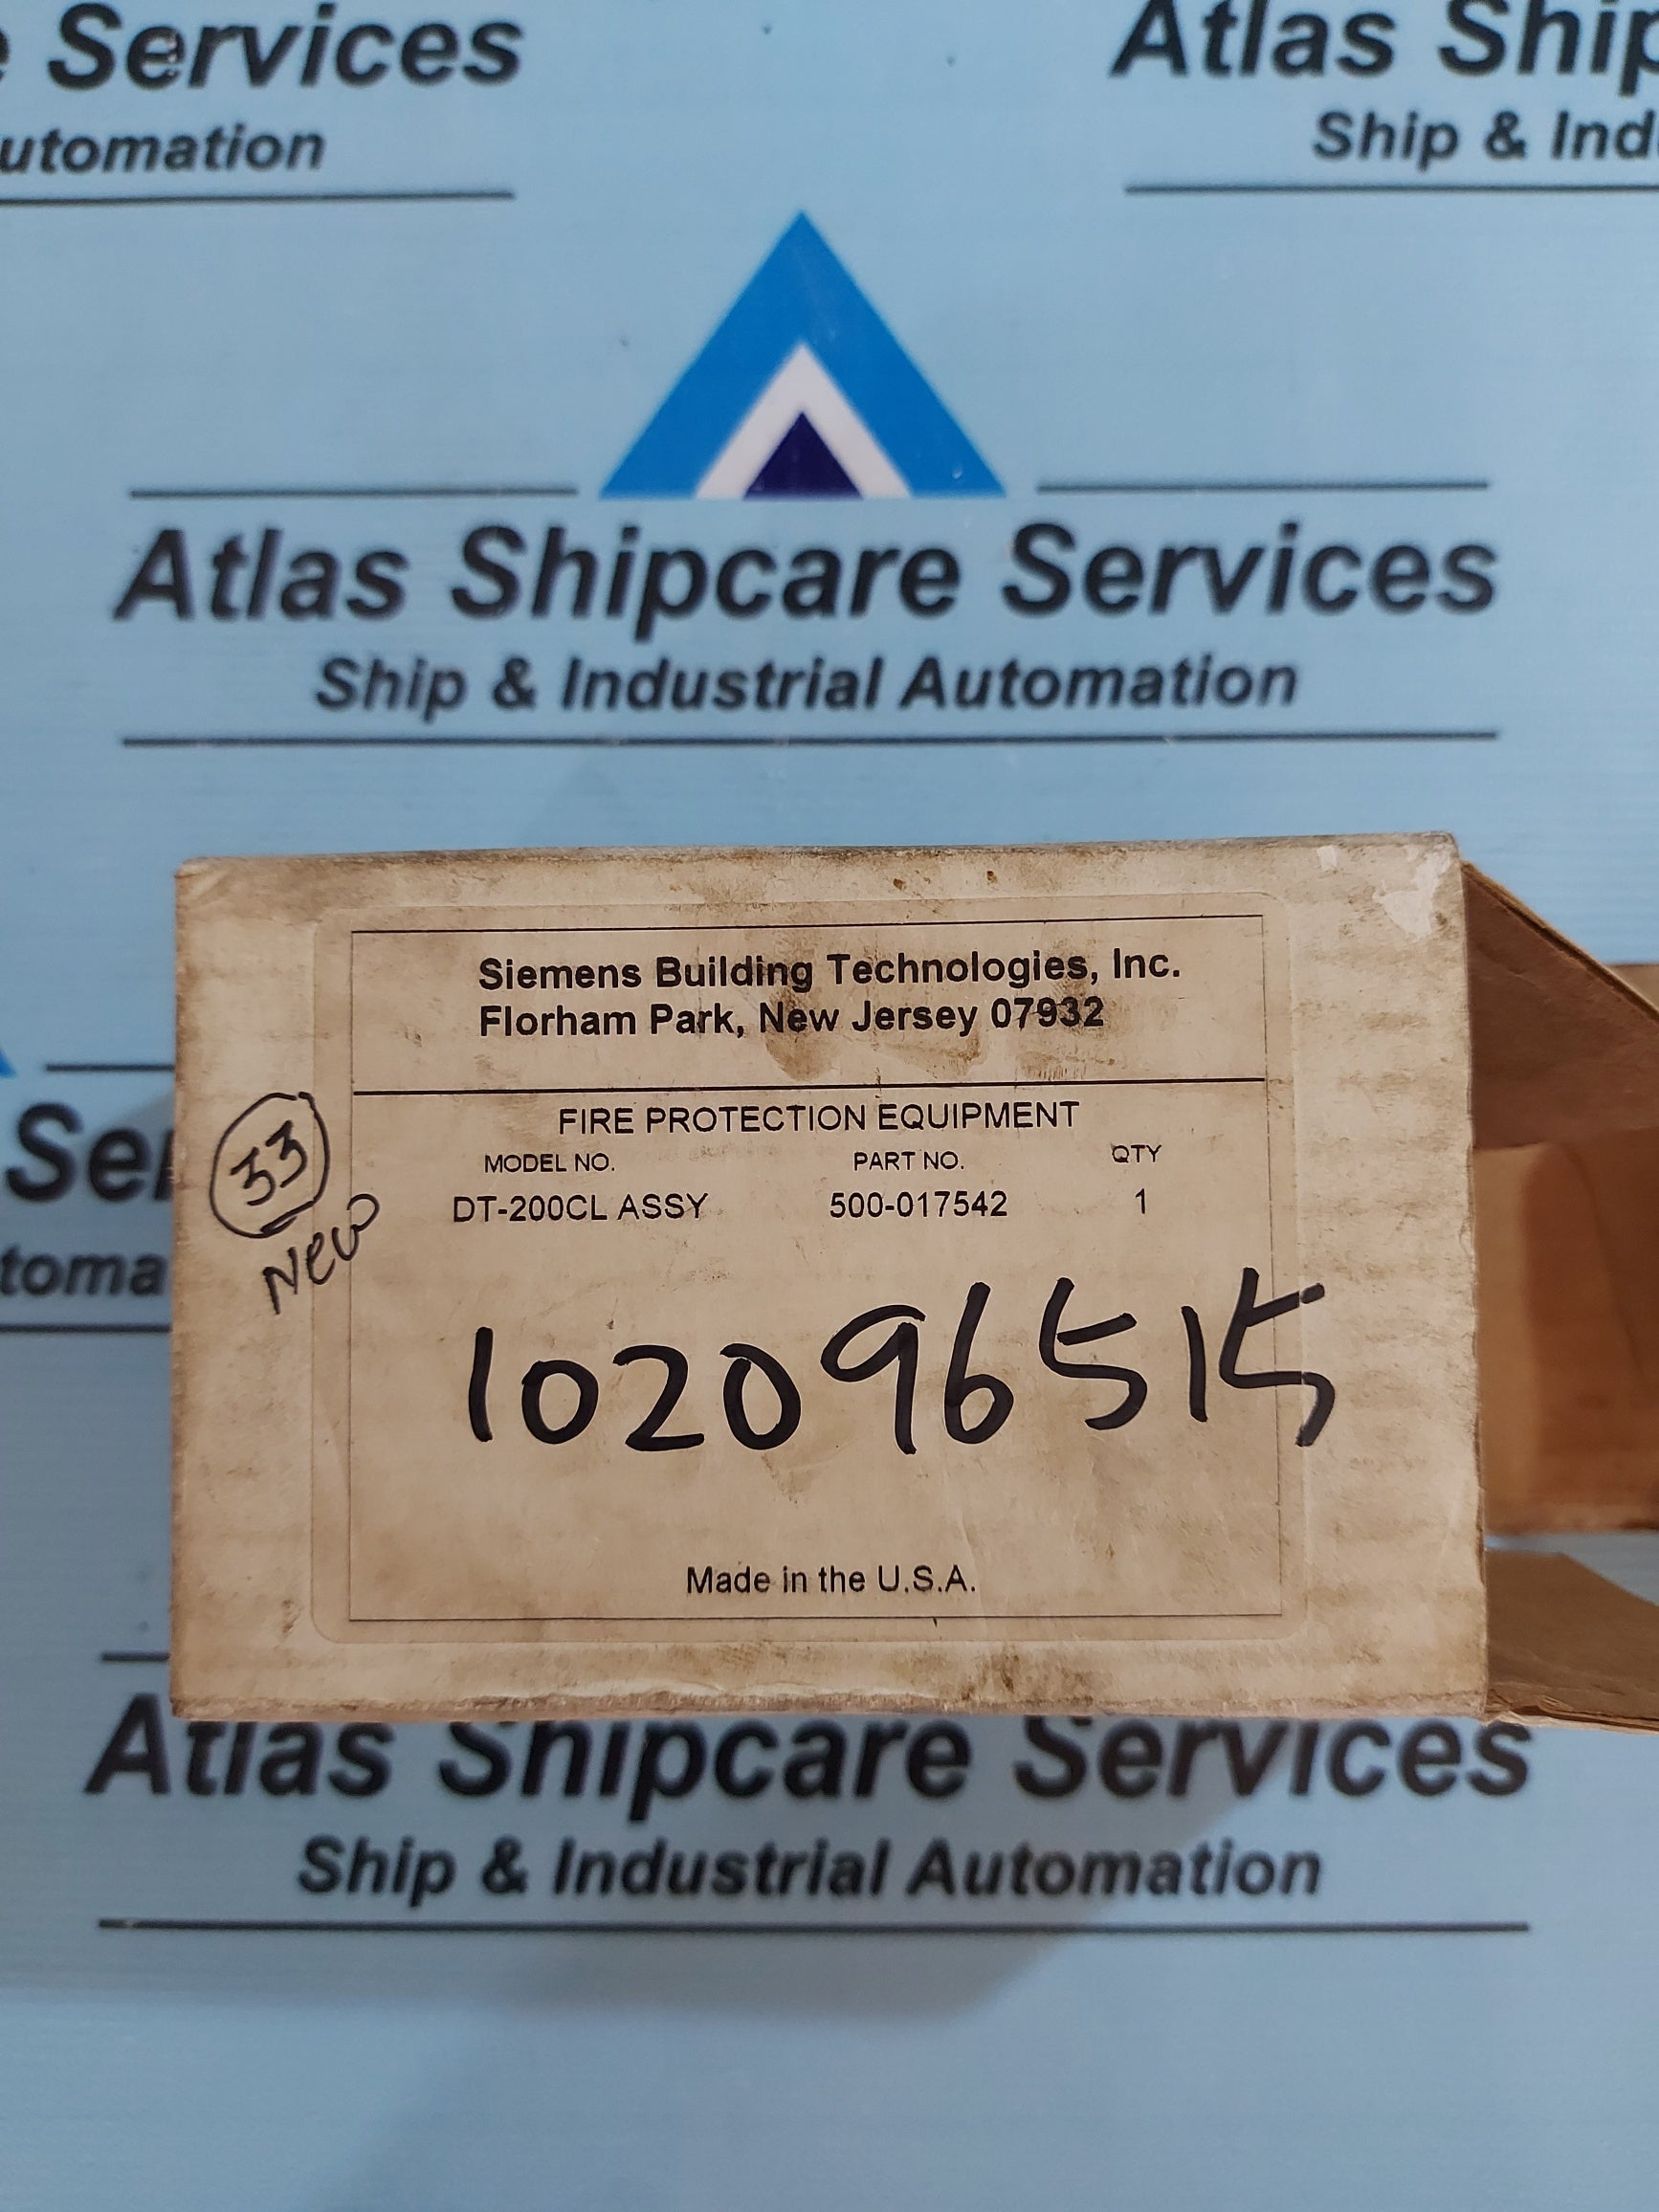 Services
utomation
Atlas Ship
Ship & Ind
Atlas Shipcare Services
Ship & Industrial Automation
Siemens Building Technologies, Inc.
Florham Park, New Jersey 07932
FIRE PROTECTION EQUIPMENT
MODEL NO. PART NO. QTY
DT-200CL ASSY 500-017542 1
33
New
102096515
Made in the U.S.A.
Ser
toma
Atlas Shipcare Services
Ship & Industrial Automation